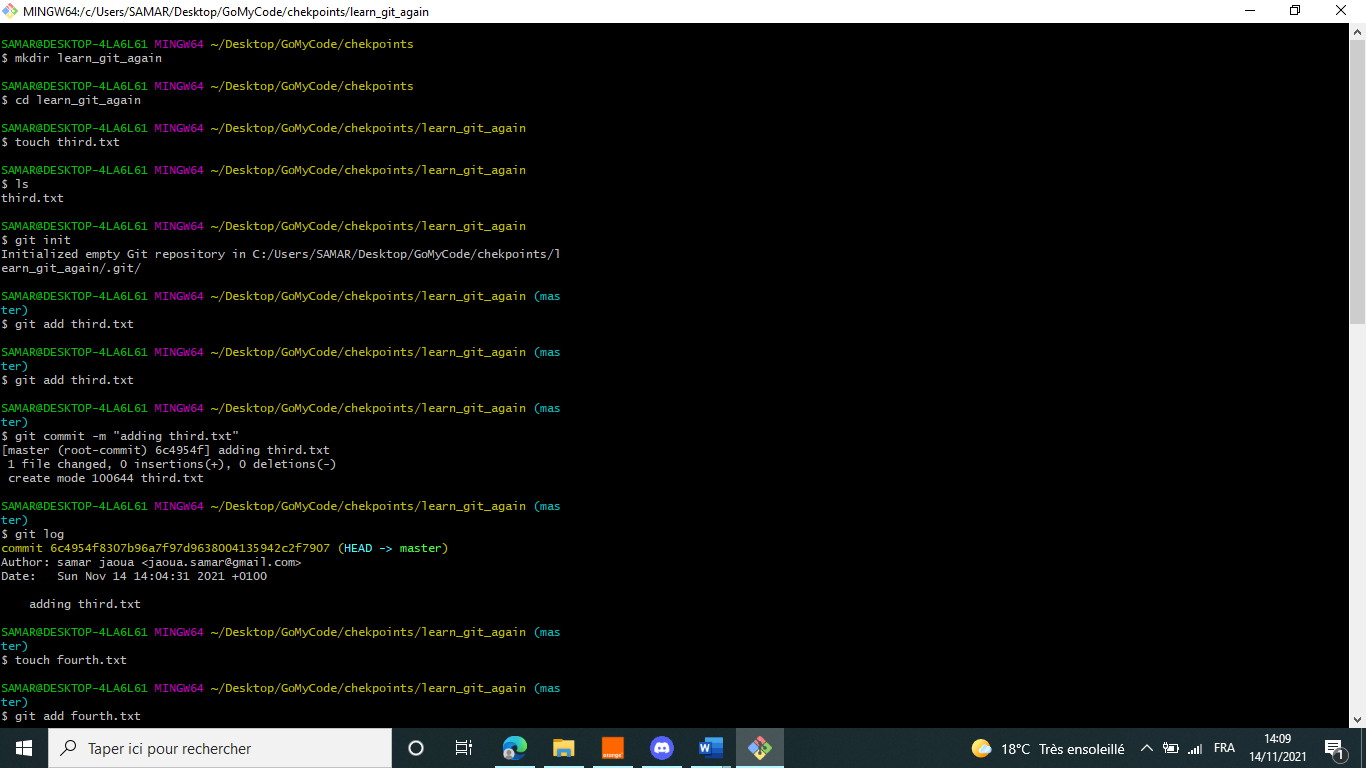 MINGW64:/c/Users/SAMAR/Desktop/GoMyCode/chekpoints/learn_git_again
SAMAR@DESKTOP-4LA6L61 MINGW64 ~/Desktop/GoMyCode/chekpoints
$ mkdir learn_git_again
SAMAR@DESKTOP-4LA6L61 MINGW64 ~/Desktop/GoMyCode/chekpoints
$ cd learn_git_again
SAMAR@DESKTOP-4LA6L61 MINGW64 ~/Desktop/GoMyCode/chekpoints/learn_git_again
$ touch third.txt
SAMAR@DESKTOP-4LA6L61 MINGW64 ~/Desktop/GoMyCode/chekpoints/learn_git_again
$ ls
third.txt
SAMAR@DESKTOP-4LA6L61 MINGW64 ~/Desktop/GoMyCode/chekpoints/learn_git_again
$ git init
Initialized empty Git repository in C:/Users/SAMAR/Desktop/GoMyCode/chekpoints/l
earn_git_again/.git/
SAMAR@DESKTOP-4LA6L61 MINGW64 ~/Desktop/GoMyCode/chekpoints/learn_git_again (mas
ter)
$ git add third.txt
SAMAR@DESKTOP-4LA6L61 MINGW64 ~/Desktop/GoMyCode/chekpoints/learn_git_again (mas
ter)
$ git add third.txt
SAMAR@DESKTOP-4LA6L61 MINGW64 ~/Desktop/GoMyCode/chekpoints/learn_git_again (mas
ter)
$ git commit -m "adding third.txt"
[master (root-commit) 6c4954f] adding third.txt
1 file changed, 0 insertions(+), 0 deletions(-)
create mode 100644 third.txt
SAMAR@DESKTOP-4LA6L61 MINGW64 ~/Desktop/GoMyCode/chekpoints/learn_git_again (mas
ter)
$ git log
commit 6c4954f8307b96a7f97d9638004135942c2f7907 (HEAD -> master)
Author: samar jaoua <jaoua.samar@gmail.com>
Date:   Sun Nov 14 14:04:31 2021 +0100
adding third.txt
SAMAR@DESKTOP-4LA6L61 MINGW64 ~/Desktop/GoMyCode/chekpoints/learn_git_again (mas
ter)
$ touch fourth.txt
SAMAR@DESKTOP-4LA6L61 MINGW64 ~/Desktop/GoMyCode/chekpoints/learn_git_again (mas
ter)
$ git add fourth.txt
Taper ici pour rechercher
orange
18°C Très ensoleillé
FRA
14:09
14/11/2021
1